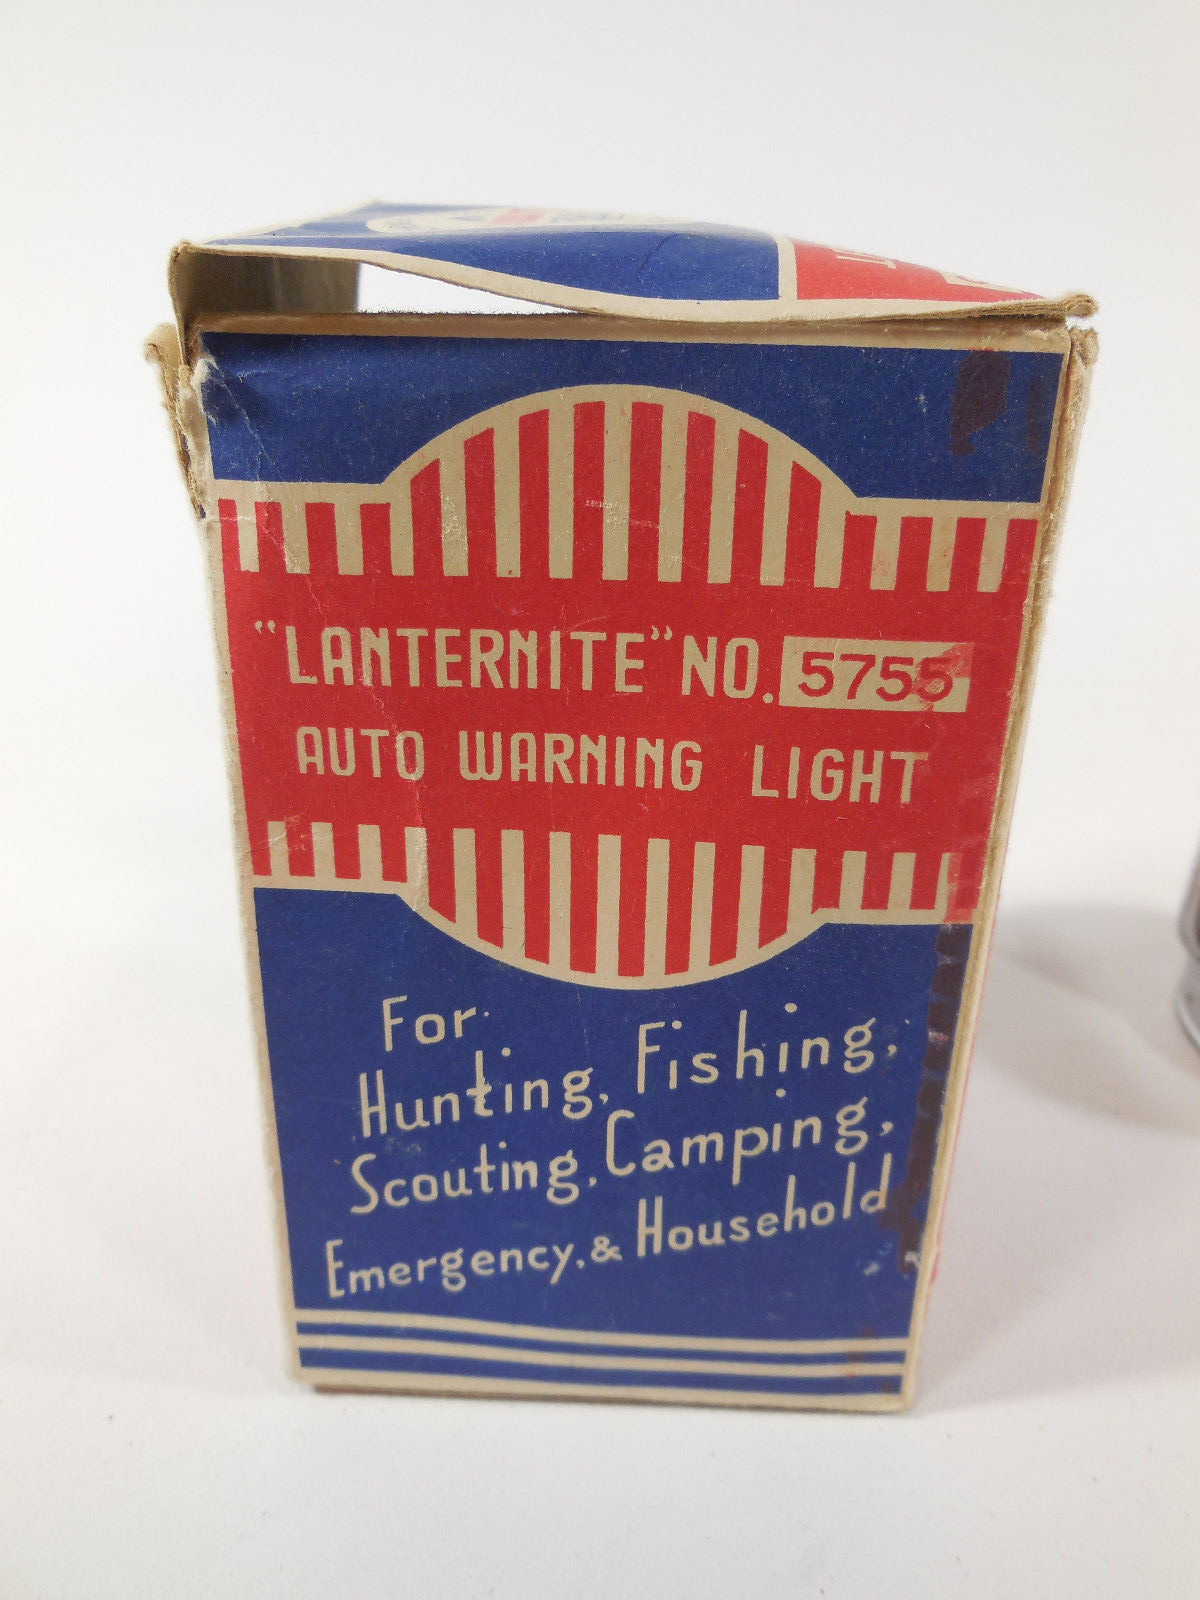 "LANTERNITE" NO. 5755
AUTO WARNING LIGHT
For
Hunting, Fishing,
Scouting, Camping,
Emergency, & Household